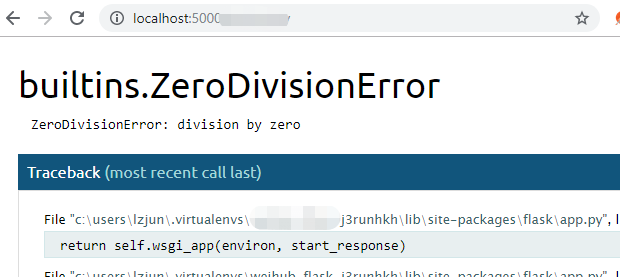 localhost:5000
builtins.ZeroDivisionError
ZeroDivisionError: division by zero
Traceback (most recent call last)
File "c:\users\lzjun\.virtualenvs\ j3runhkh\lib\site-packages\flask\app.py", l
return self.wsgi_app(environ, start_response)
File "c:\users\lzjun\.virtualenvs\weihub_flask-j3runhkh\lib\site-packages\flask\app.py", l